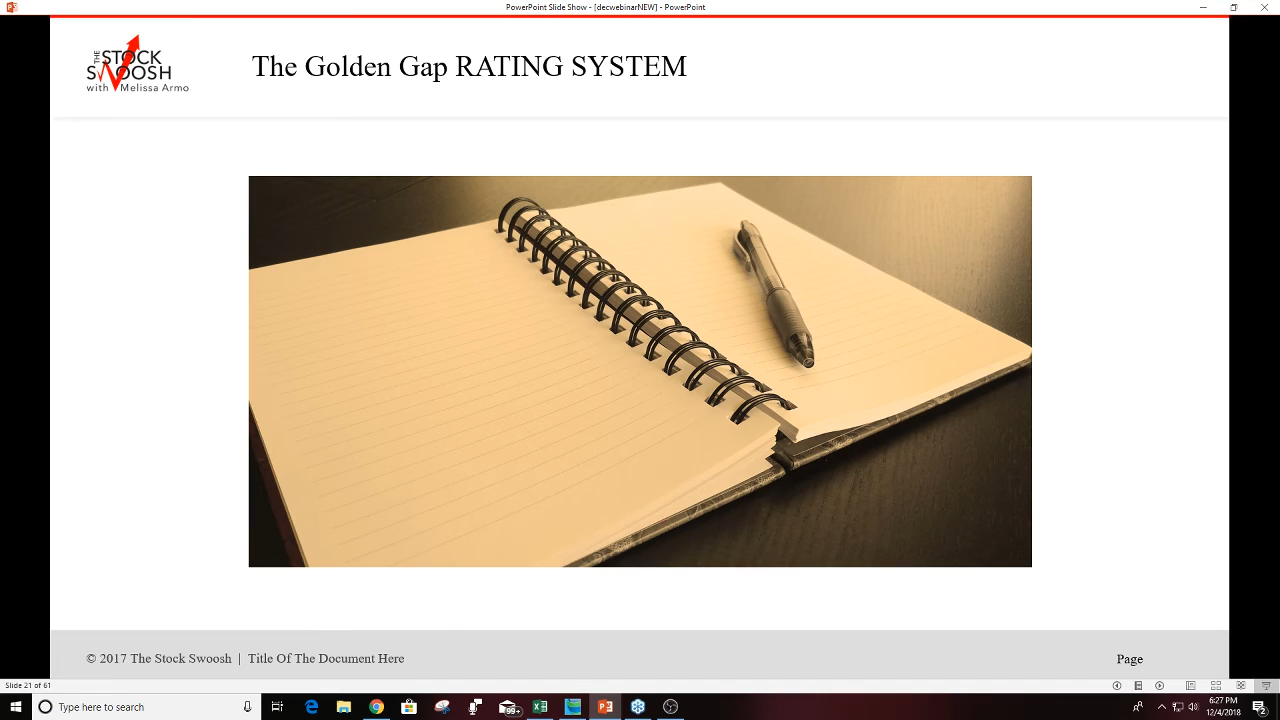 PowerPoint Slide Show - [decwebinarNEW] - PowerPoint
THE STOCK
SWOOSH
with Melissa Armo
The Golden Gap RATING SYSTEM
© 2017 The Stock Swoosh | Title Of The Document Here
Page
Slide 21 of 61
Type here to search
99+
6:27 PM
12/4/2018
2